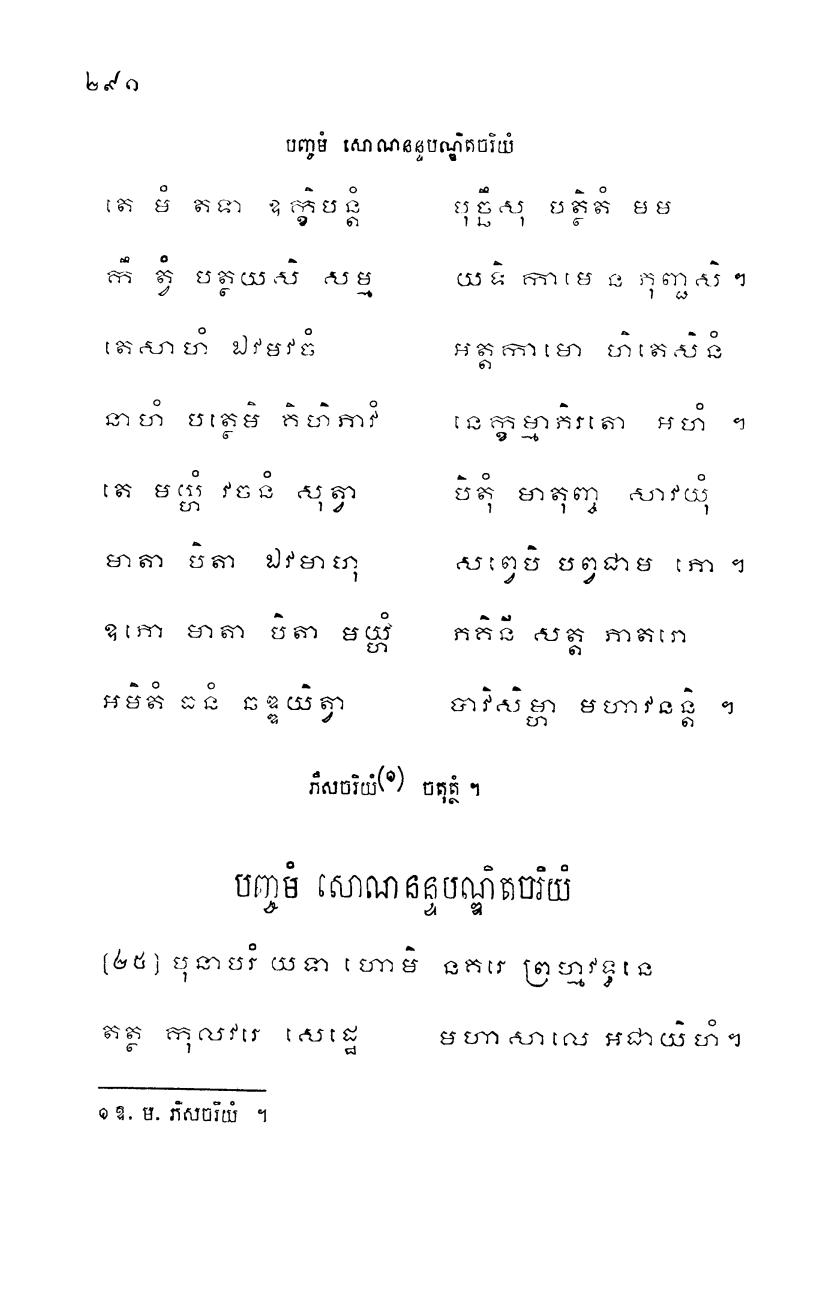 ២៩១
បញ្ចមំ សោណនន្ទបណ្ឌិតចរិយំ
តេ មំ តទា ឧក្ខិបន្តំ បុច្ឆឹសុ បត្ថិតំ មម
កឹ ត្វំ បត្ថយសិ សម្ម យទិ កាមេ ន ភុញ្ជសិ ។
តេសាហំ ឯវមវចំ អត្តកាមោ ហិតេសិនំ
នាហំ បត្ថេមិ គិហិភាវំ នេក្ខម្មាភិរតោ អហំ ។
តេ មយ្ហំ វចនំ សុត្វា បិតុំ មាតុញ្ច សាវយុំ
មាតា បិតា ឯវមាហុ សព្វេបិ បព្វជាម ភោ ។
ឧភោ មាតា បិតា មយ្ហំ ភគិនី សត្ត ភាតរោ
អមិតំ ធនំ ឆឌ្ឌយិត្វា បាវិសិម្ហា មហាវនន្តិ ។
ភឹសចរិយំ(១) ចតុត្ថំ ។
បញ្ចមំ សោណនន្ទបណ្ឌិតចរិយំ
[២៥] បុនាបរំ យទា ហោមិ នគរេ ព្រហ្មវឌ្ឍនេ
តត្ថ កុលវរេ សេដ្ឋេ មហាសាលេ អជាយិហំ។
១ ឱ. ម. ភិសចរិយំ ។